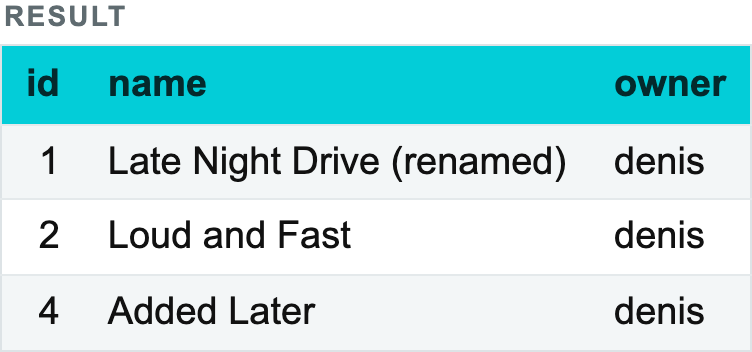 RESULT
id name owner
1 Late Night Drive (renamed) denis
2 Loud and Fast denis
4 Added Later denis